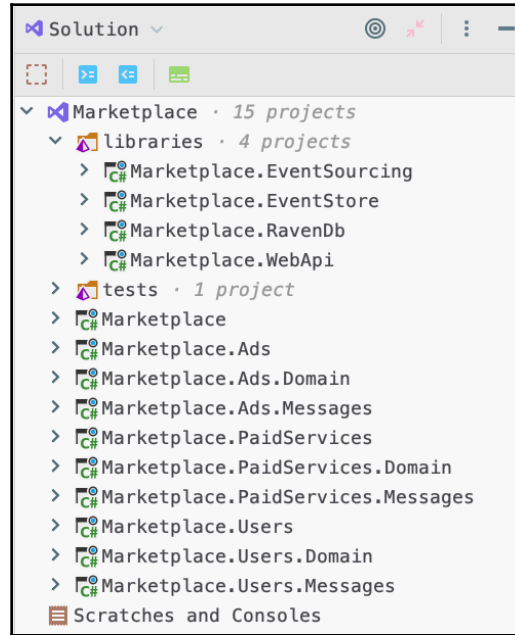 Solution
Marketplace · 15 projects
libraries · 4 projects
C# Marketplace.EventSourcing
C# Marketplace.EventStore
C# Marketplace.RavenDb
C# Marketplace.WebApi
tests · 1 project
C# Marketplace
C# Marketplace.Ads
C# Marketplace.Ads.Domain
C# Marketplace.Ads.Messages
C# Marketplace.PaidServices
C# Marketplace.PaidServices.Domain
C# Marketplace.PaidServices.Messages
C# Marketplace.Users
C# Marketplace.Users.Domain
C# Marketplace.Users.Messages
Scratches and Consoles